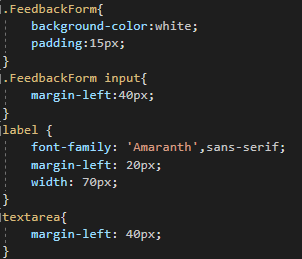 .FeedbackForm{
background-color:white;
padding:15px;
}
.FeedbackForm input{
margin-left:40px;
}
label {
font-family: 'Amaranth',sans-serif;
margin-left: 20px;
width: 70px;
}
textarea{
margin-left: 40px;
}